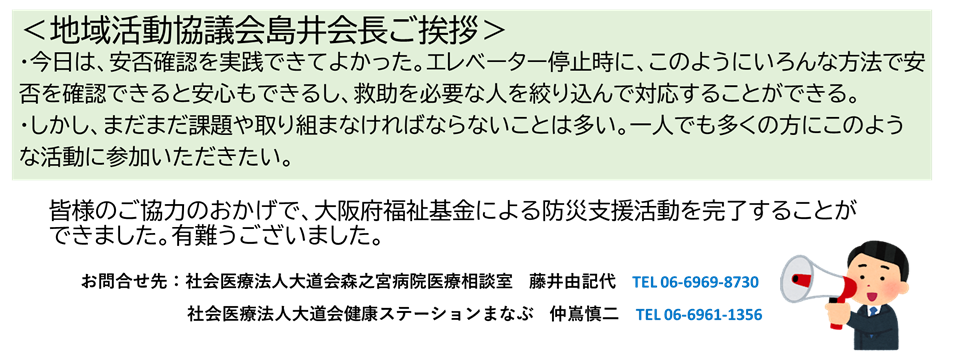 ＜地域活動協議会島井会長ご挨拶＞
・今日は、安否確認を実践できてよかった。エレベーター停止時に、このようにいろんな方法で安
否を確認できると安心もできるし、救助を必要な人を絞り込んで対応することができる。
・しかし、まだまだ課題や取り組まなければならないことは多い。一人でも多くの方にこのよう
な活動に参加いただきたい。
皆様のご協力のおかげで、大阪府福祉基金による防災支援活動を完了することが
できました。有難うございました。
お問合せ先：社会医療法人大道会森之宮病院医療相談室　藤井由記代　TEL 06-6969-8730
社会医療法人大道会健康ステーションまなぶ　仲嶌慎二　TEL 06-6961-1356